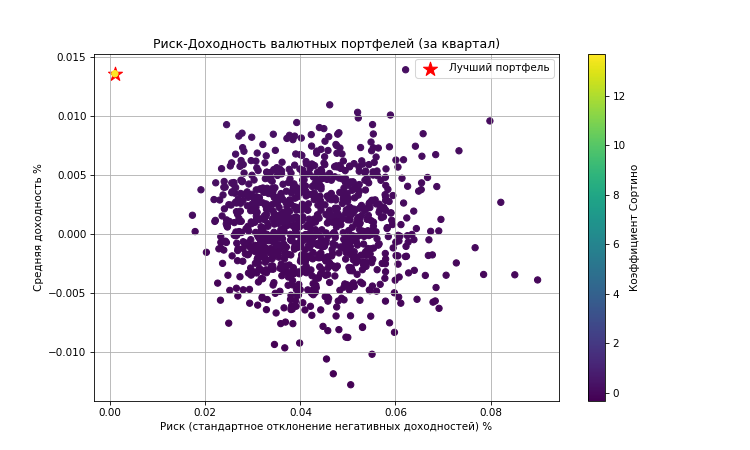 Риск-Доходность валютных портфелей (за квартал)
Лучший портфель
Средняя доходность %
0.015
0.010
0.005
0.000
−0.005
−0.010
0.00 0.02 0.04 0.06 0.08
Риск (стандартное отклонение негативных доходностей) %
12
10
8
6
4
2
0
Коэффициент Сортино